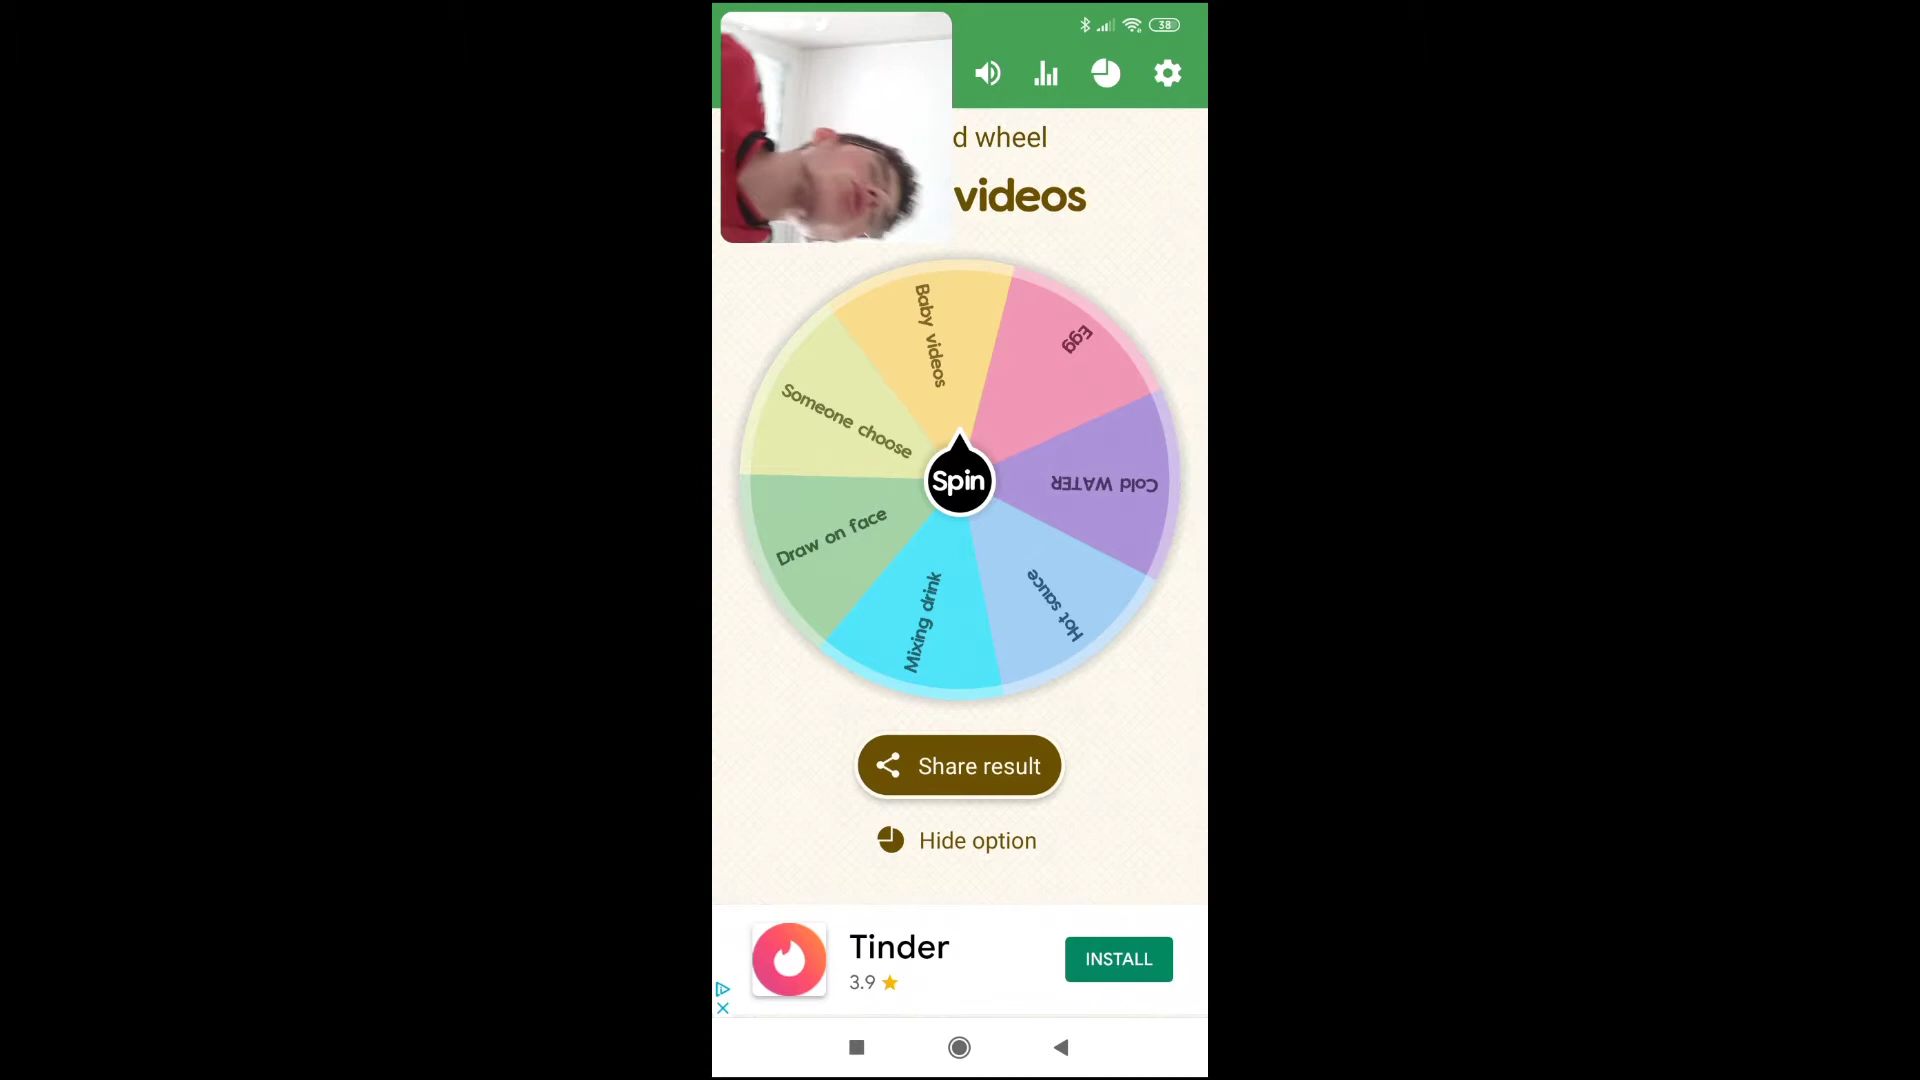 38
d wheel
videos
Baby videos
Egg
Someone choose
Cold WATER
Spin
Draw on face
Hot sauce
Mixing drink
Share result
Hide option
Tinder
3.9
INSTALL